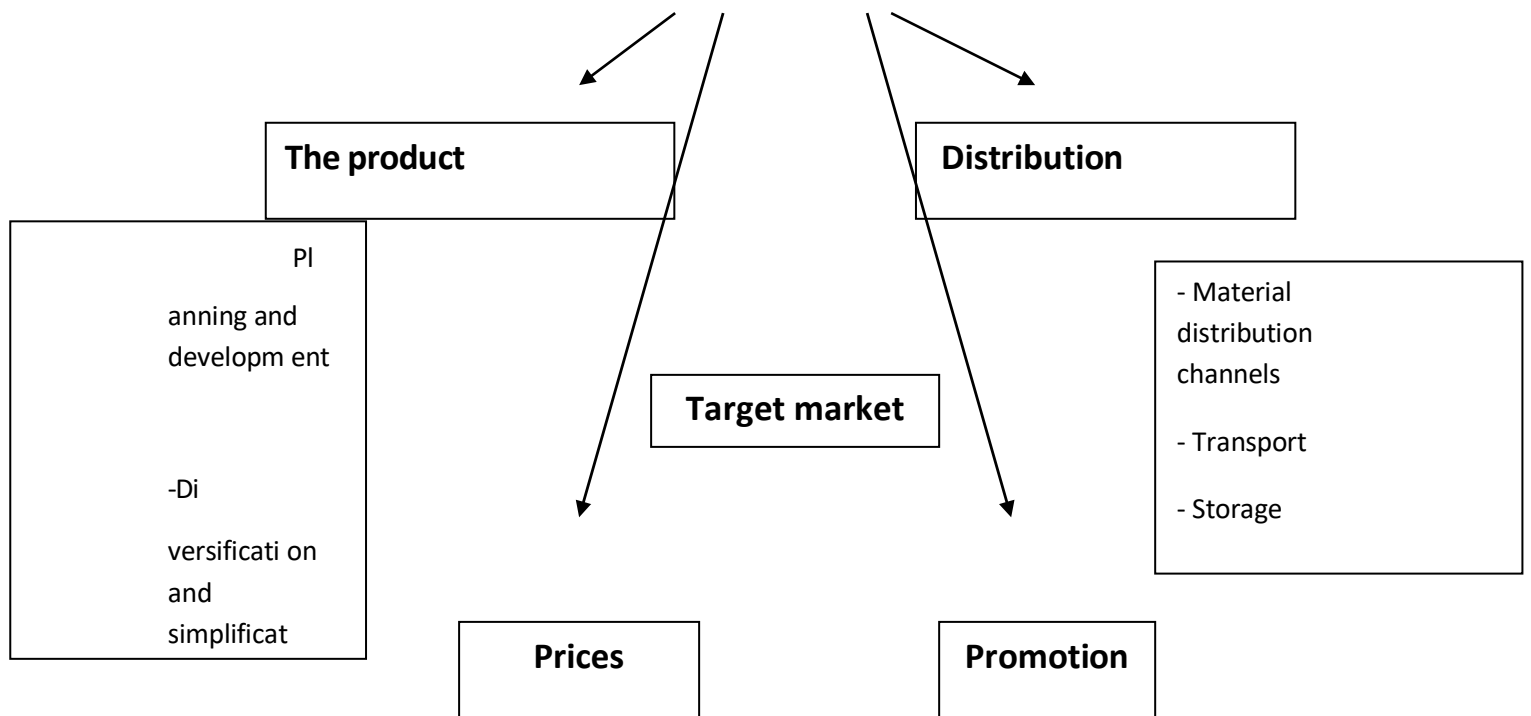 The product
Distribution
Pl
anning and
developm ent
-Di
versificati on
and
simplificat
- Material
distribution
channels
- Transport
- Storage
Target market
Prices
Promotion